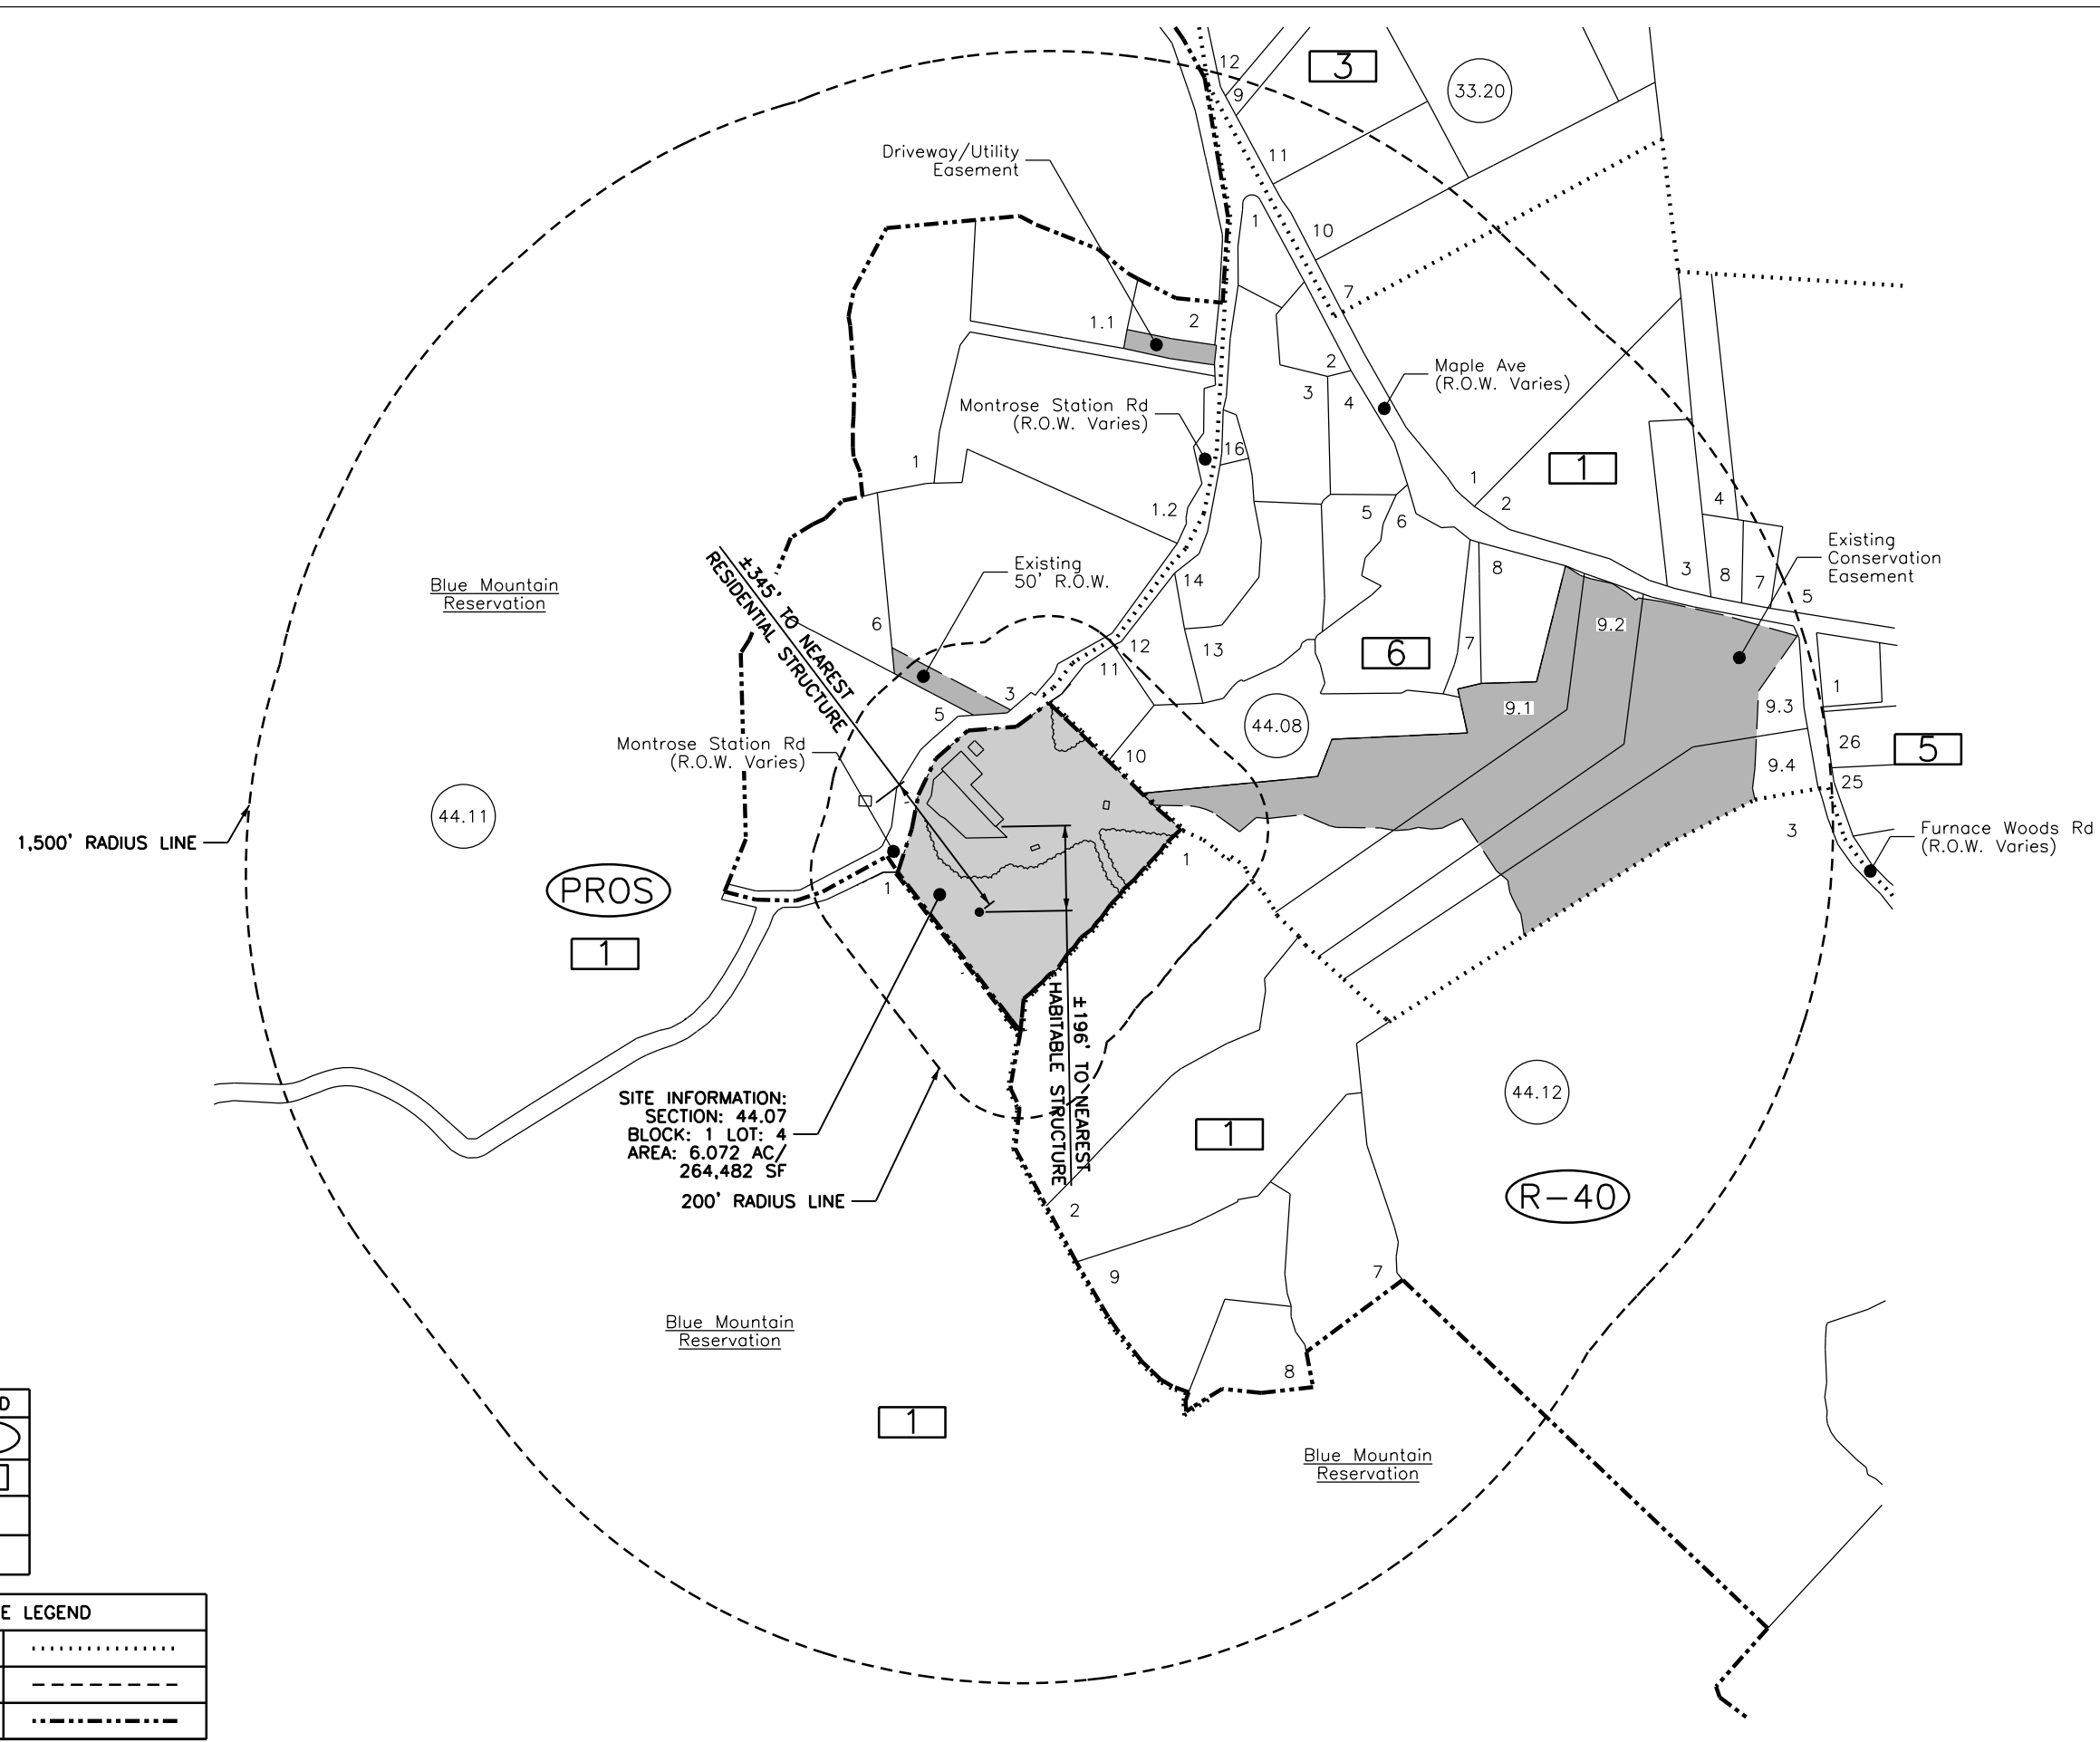 12
3
33.20
9
11
Driveway/Utility
Easement
1
10
7
1.1
2
Maple Ave
(R.O.W. Varies)
2
3
4
Montrose Station Rd
(R.O.W. Varies)
16
1
1
1
2
4
1.2
5
6
Existing
Conservation
Easement
±345' TO NEAREST
RESIDENTIAL STRUCTURE
Existing
50' R.O.W.
Blue Mountain
Reservation
14
8
3
8
7
5
6
9.2
12
13
6
7
11
3
1
5
9.1
9.3
44.08
Montrose Station Rd
(R.O.W. Varies)
10
26
5
9.4
25
44.11
1,500' RADIUS LINE
3
Furnace Woods Rd
(R.O.W. Varies)
1
PROS
1
1
±196' TO NEAREST
HABITABLE STRUCTURE
SITE INFORMATION:
SECTION: 44.07
BLOCK: 1 LOT: 4
AREA: 6.072 AC/
264,482 SF
200' RADIUS LINE
44.12
1
R-40
2
9
7
Blue Mountain
Reservation
8
1
Blue Mountain
Reservation
D
E LEGEND